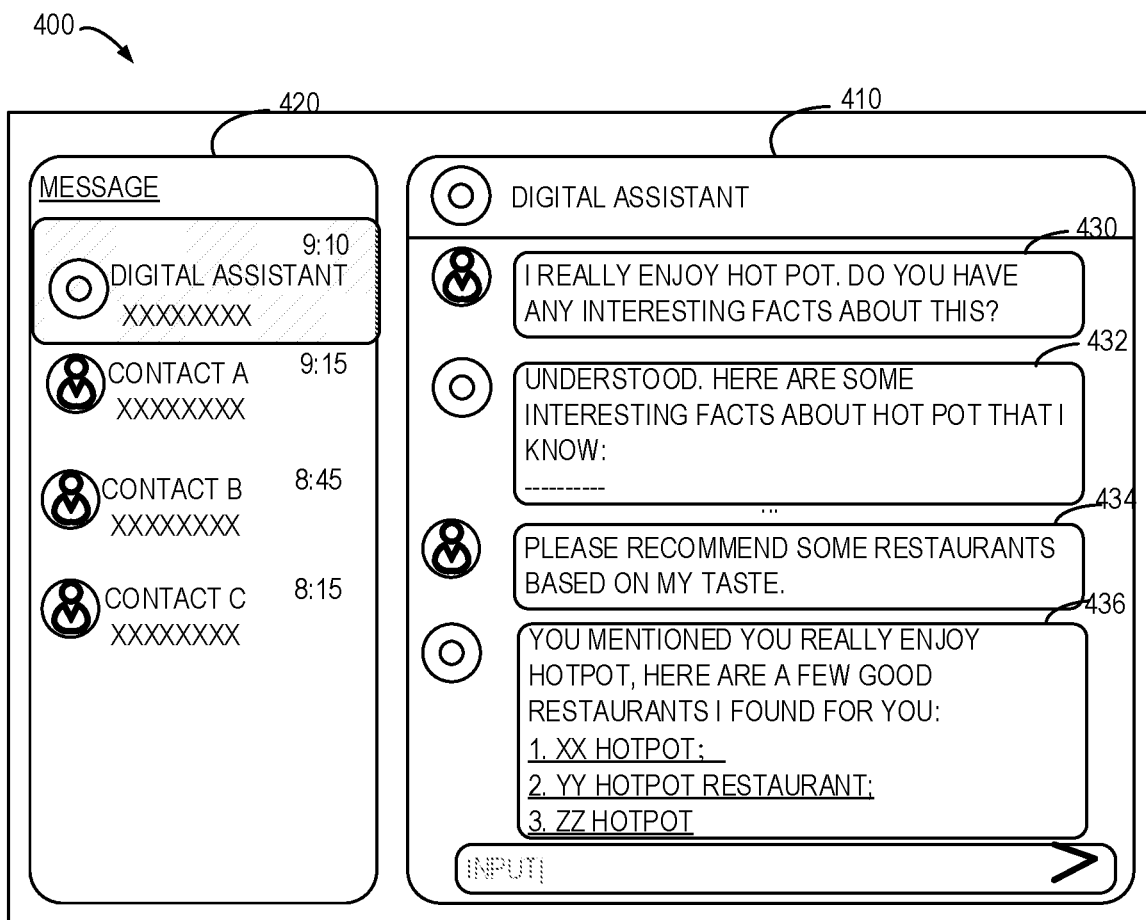 400
420
410
MESSAGE
9:10
DIGITAL ASSISTANT
XXXXXXXX
CONTACT A
9:15
XXXXXXXX
CONTACT B
8:45
XXXXXXXX
CONTACT C
8:15
XXXXXXXX
DIGITAL ASSISTANT
430
I REALLY ENJOY HOT POT. DO YOU HAVE
ANY INTERESTING FACTS ABOUT THIS?
432
UNDERSTOOD. HERE ARE SOME
INTERESTING FACTS ABOUT HOT POT THAT I
KNOW:
----------
...
434
PLEASE RECOMMEND SOME RESTAURANTS
BASED ON MY TASTE.
436
YOU MENTIONED YOU REALLY ENJOY
HOTPOT, HERE ARE A FEW GOOD
RESTAURANTS I FOUND FOR YOU:
1. XX HOTPOT;
2. YY HOTPOT RESTAURANT;
3. ZZ HOTPOT
INPUT|